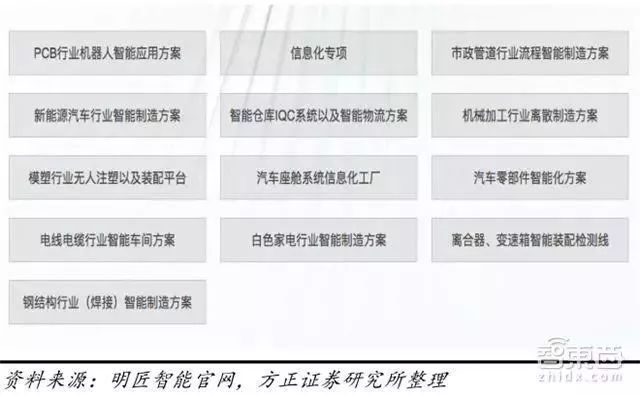 PCB行业机器人智能应用方案
信息化专项
市政管道行业流程智能制造方案
新能源汽车行业智能制造方案
智能仓库IQC系统以及智能物流方案
机械加工行业离散制造方案
模塑行业无人注塑以及装配平台
汽车座舱系统信息化工厂
汽车零部件智能化方案
电线电缆行业智能车间方案
白色家电行业智能制造方案
离合器、变速箱智能装配检测线
钢结构行业（焊接）智能制造方案
资料来源：明匠智能官网，方正证券研究所整理
智东西
zhidx.com